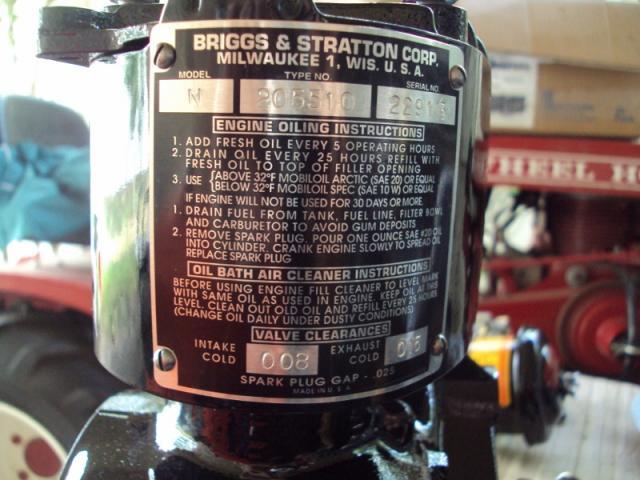 BRIGGS & STRATTON CORP.
MILWAUKEE 1, WIS. U. S. A.
MODEL TYPE NO. SERIAL NO.
N 205510
ENGINE OILING INSTRUCTIONS
1. ADD FRESH OIL EVERY 5 OPERATING HOURS
2. DRAIN OIL EVERY 25 HOURS REFILL WITH
FRESH OIL TO TOP OF FILLER OPENING
3. USE {ABOVE 32°F MOBILOIL ARCTIC (SAE 20) OR EQUAL
BELOW 32°F MOBILOIL SPEC (SAE 10 W) OR EQUAL
IF ENGINE WILL NOT BE USED FOR 30 DAYS OR MORE
1. DRAIN FUEL FROM TANK, FUEL LINE, FILTER BOWL
AND CARBURETOR TO AVOID GUM DEPOSITS
2. REMOVE SPARK PLUG. POUR ONE OUNCE SAE #20 OIL
INTO CYLINDER. CRANK ENGINE SLOWLY TO SPREAD OIL
REPLACE SPARK PLUG
OIL BATH AIR CLEANER INSTRUCTIONS
BEFORE USING ENGINE FILL CLEANER TO LEVEL MARK
WITH SAME OIL AS USED IN ENGINE. KEEP OIL AT THIS
LEVEL. CLEAN OUT OLD OIL AND REFILL EVERY 25 HOURS
(CHANGE OIL DAILY UNDER DUSTY CONDITIONS)
VALVE CLEARANCES
INTAKE COLD 008 EXHAUST COLD 015
SPARK PLUG GAP - .025
MADE IN U. S. A.
WHEEL HO